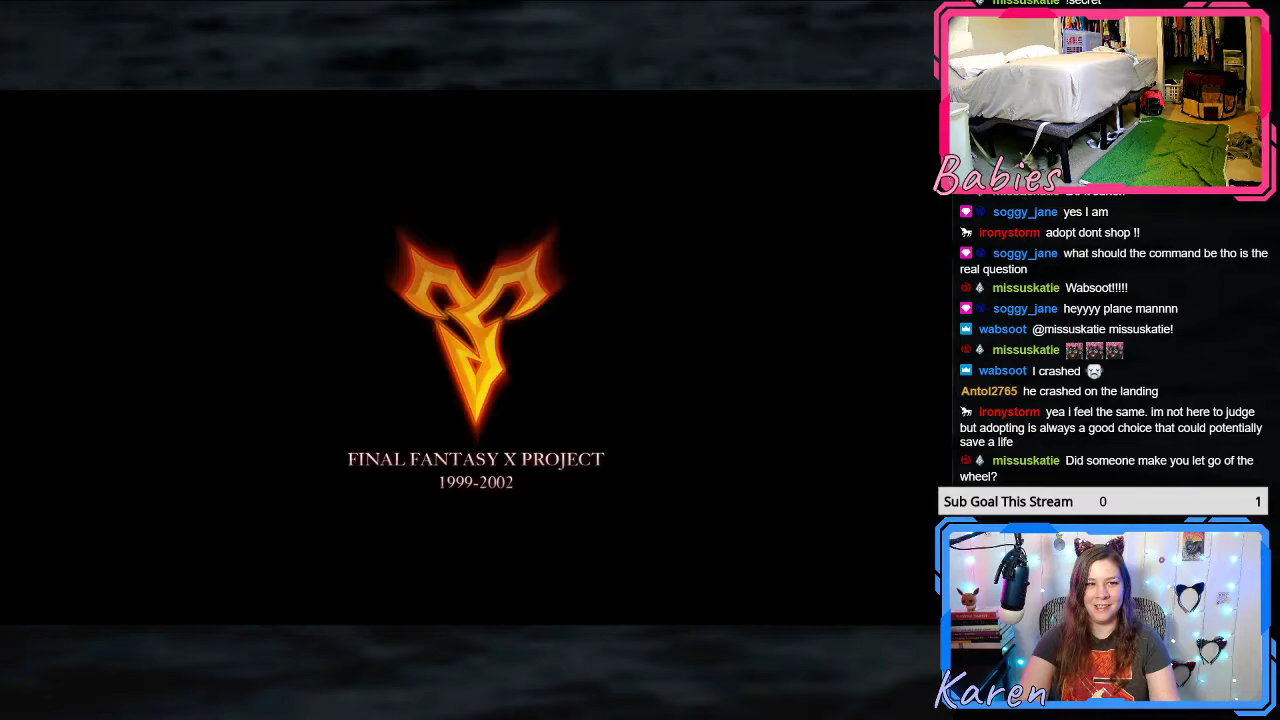 missuskatie !secret
Babies
soggy_jane yes I am
ironystorm adopt dont shop !!
soggy_jane what should the command be tho is the
real question
missuskatie Wabsoot!!!!!
soggy_jane heyyyy plane mannnn
wabsoot @missuskatie missuskatie!
missuskatie
wabsoot I crashed
Antol2765 he crashed on the landing
ironystorm yea i feel the same. im not here to judge
but adopting is always a good choice that could potentially
save a life
missuskatie Did someone make you let go of the
wheel?
Sub Goal This Stream 0 1
Karen
FINAL FANTASY X PROJECT
1999-2002